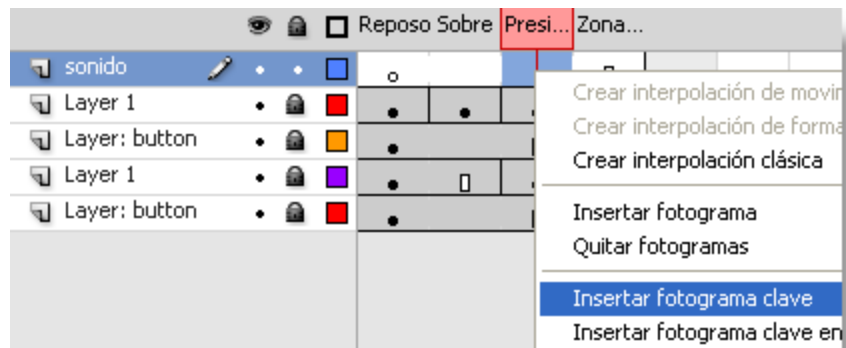 Reposo Sobre Presi... Zona...
sonido
Layer 1
Layer: button
Layer 1
Layer: button
Crear interpolación de movir
Crear interpolación de forma
Crear interpolación clásica
Insertar fotograma
Quitar fotogramas
Insertar fotograma clave
Insertar fotograma clave en